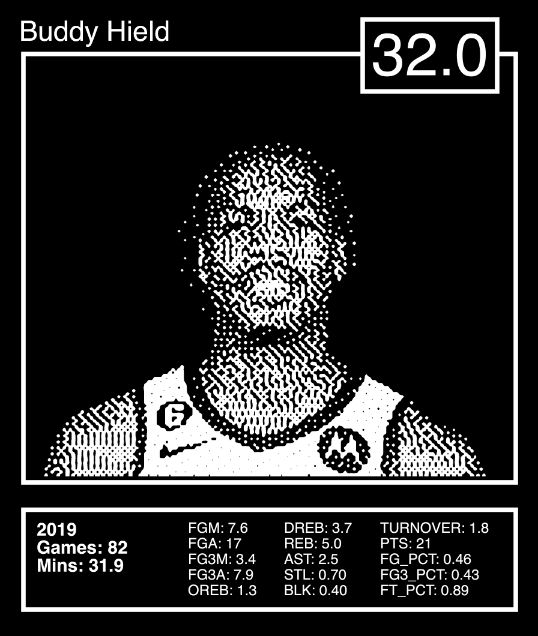 Buddy Hield
32.0
2019
Games: 82
Mins: 31.9
FGM: 7.6
FGA: 17
FG3M: 3.4
FG3A: 7.9
OREB: 1.3
DREB: 3.7
REB: 5.0
AST: 2.5
STL: 0.70
BLK: 0.40
TURNOVER: 1.8
PTS: 21
FG_PCT: 0.46
FG3_PCT: 0.43
FT_PCT: 0.89